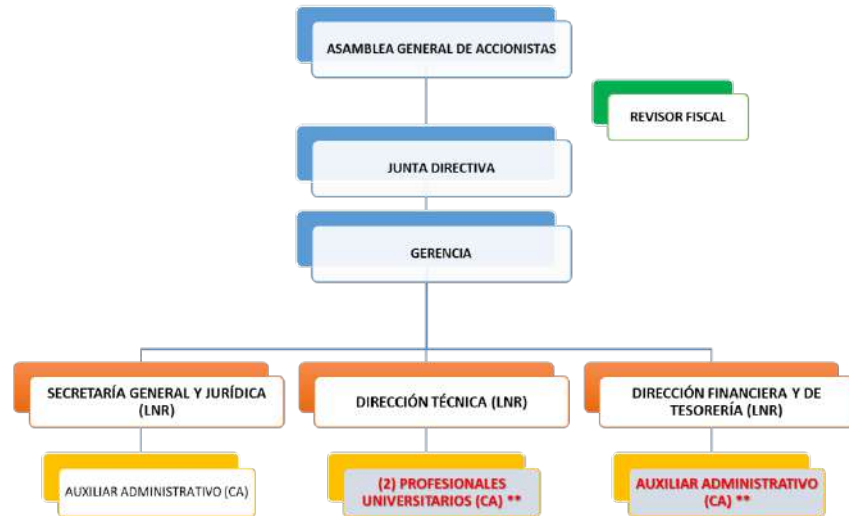 ASAMBLEA GENERAL DE ACCIONISTAS
REVISOR FISCAL
JUNTA DIRECTIVA
GERENCIA
SECRETARÍA GENERAL Y JURÍDICA
(LNR)
DIRECCIÓN TÉCNICA (LNR)
DIRECCIÓN FINANCIERA Y DE
TESORERÍA (LNR)
AUXILIAR ADMINISTRATIVO (CA)
(2) PROFESIONALES
UNIVERSITARIOS (CA) **
AUXILIAR ADMINISTRATIVO
(CA) **